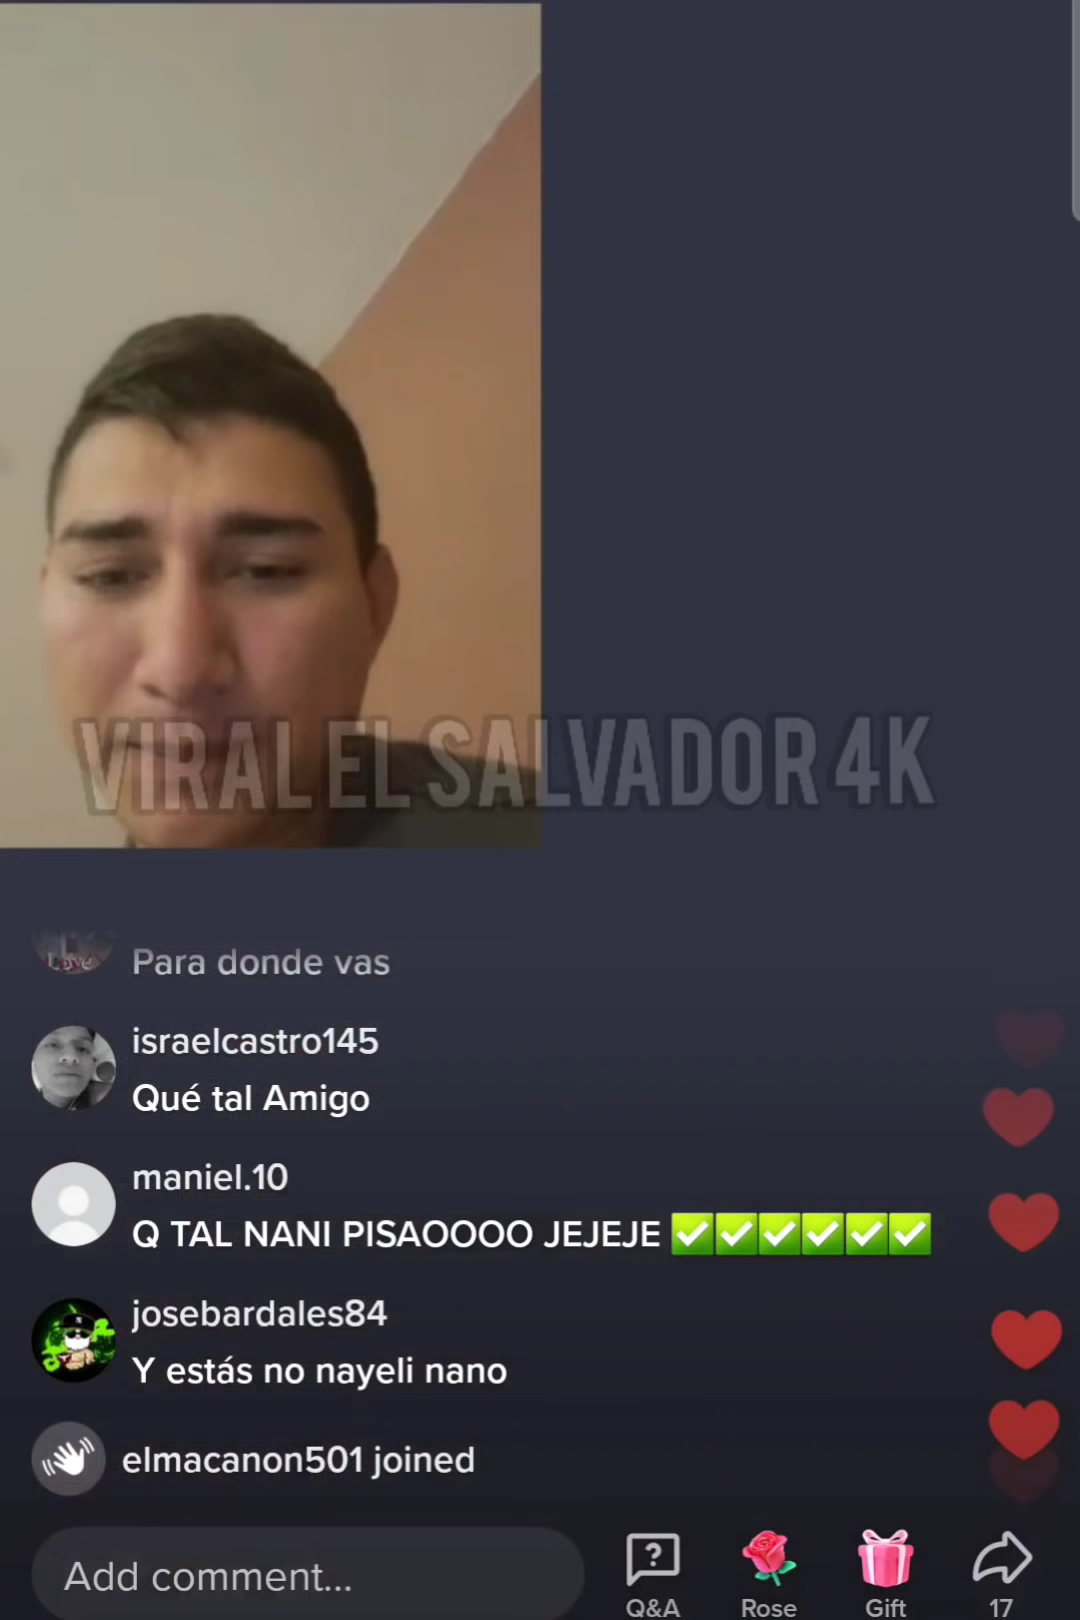 VIRAL EL SALVADOR 4K
Love
Para donde vas
israelcastro145
Qué tal Amigo
maniel.10
Q TAL NANI PISAOOOO JEJEJE ✅✅✅✅✅✅
josebardales84
Y estás no nayeli nano
elmacanon501 joined
Add comment...
Q&A
Rose
Gift
17